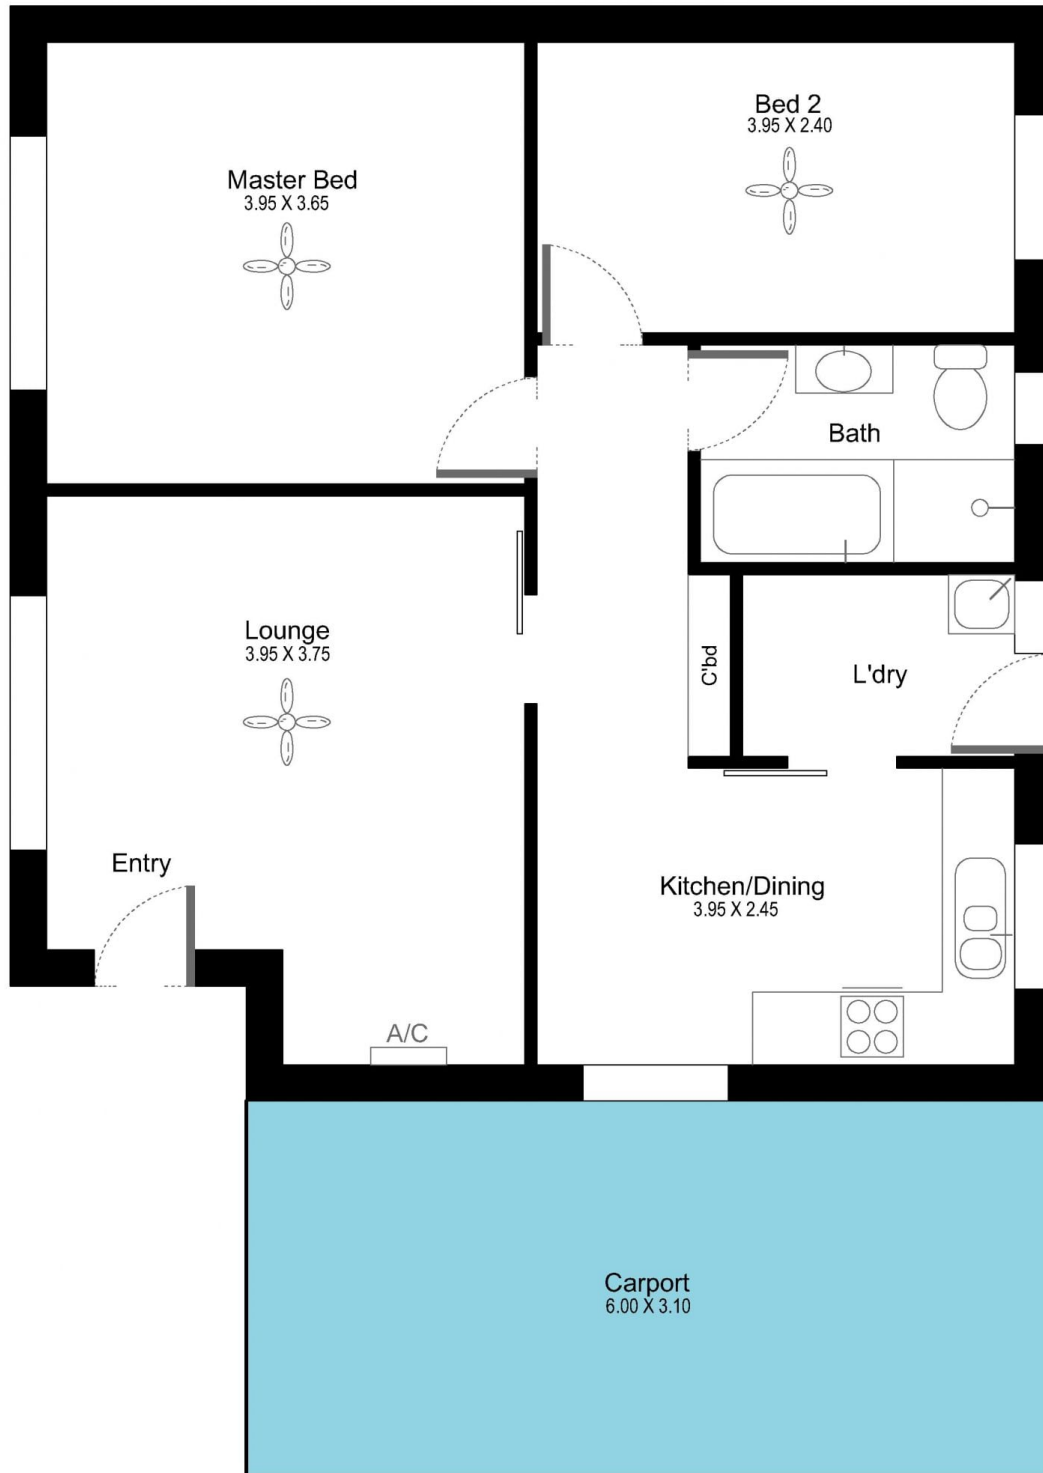 Master Bed
3.95 X 3.65
Bed 2
3.95 X 2.40
Bath
Lounge
3.95 X 3.75
C'bd
L'dry
Entry
Kitchen/Dining
3.95 X 2.45
A/C
Carport
6.00 X 3.10